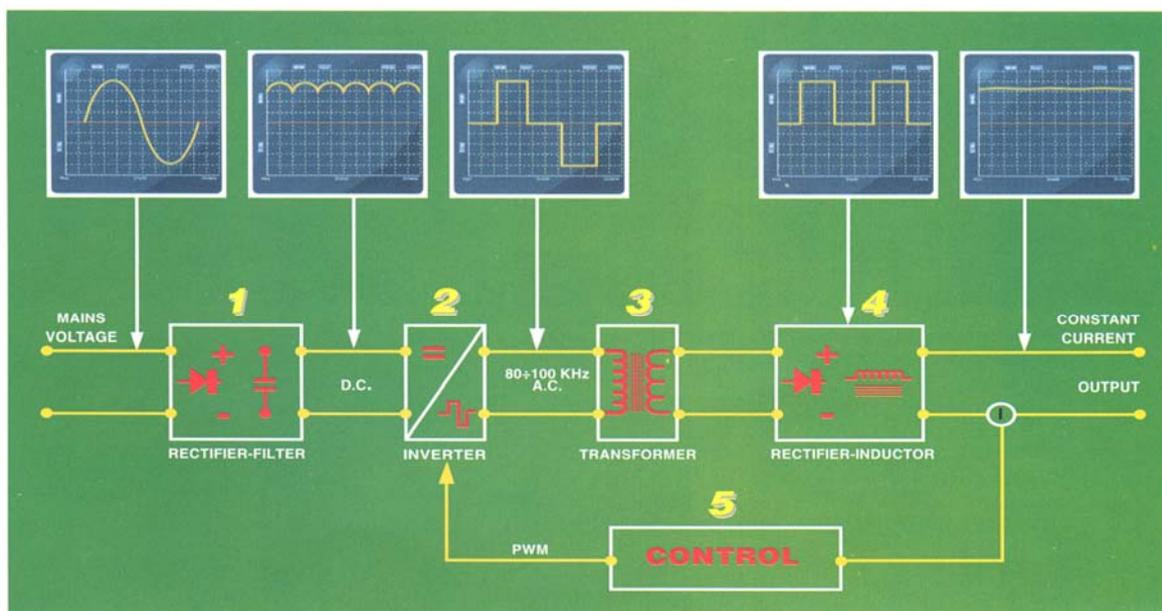 1
2
3
4
MAINS
VOLTAGE
CONSTANT
CURRENT
+
=
+
D.C.
80÷100 KHz
A.C.
OUTPUT
-
-
I
RECTIFIER-FILTER
INVERTER
TRANSFORMER
RECTIFIER-INDUCTOR
5
PWM
CONTROL